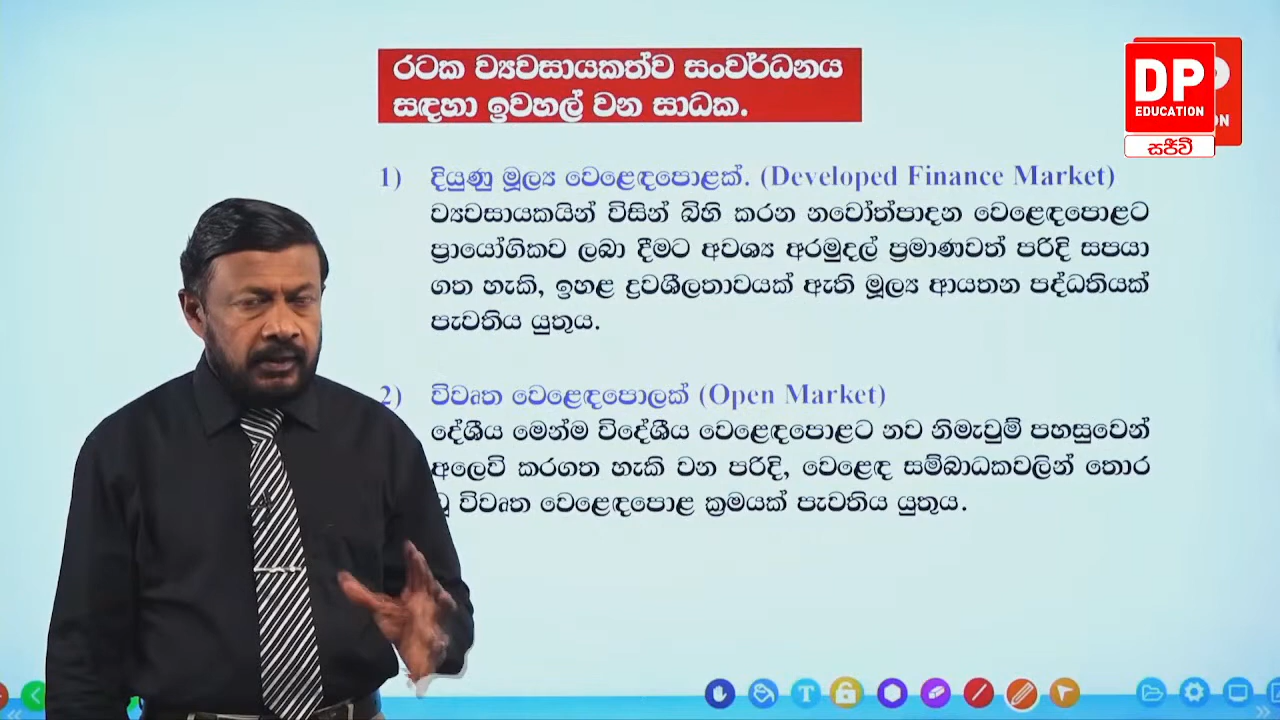 රටක ව්‍යවසායකත්ව සංවර්ධනය
සඳහා ඉවහල් වන සාධක.
DP
EDUCATION
සජීවී
1) දියුණු මූල්‍ය වෙළෙඳපොළක්. (Developed Finance Market)
ව්‍යවසායකයින් විසින් බිහි කරන නවෝත්පාදන වෙළෙඳපොළට
ප්‍රායෝගිකව ලබා දීමට අවශ්‍ය අරමුදල් ප්‍රමාණවත් පරිදි සපයා
ගත හැකි, ඉහළ ද්‍රවශීලතාවයක් ඇති මූල්‍ය ආයතන පද්ධතියක්
පැවතිය යුතුය.
2) විවෘත වෙළෙඳපොලක් (Open Market)
දේශීය මෙන්ම විදේශීය වෙළෙඳපොළට නව නිමැවුම් පහසුවෙන්
අලෙවි කරගත හැකි වන පරිදි, වෙළෙඳ සම්බාධකවලින් තොර
වූ විවෘත වෙළෙඳපොළ ක්‍රමයක් පැවතිය යුතුය.